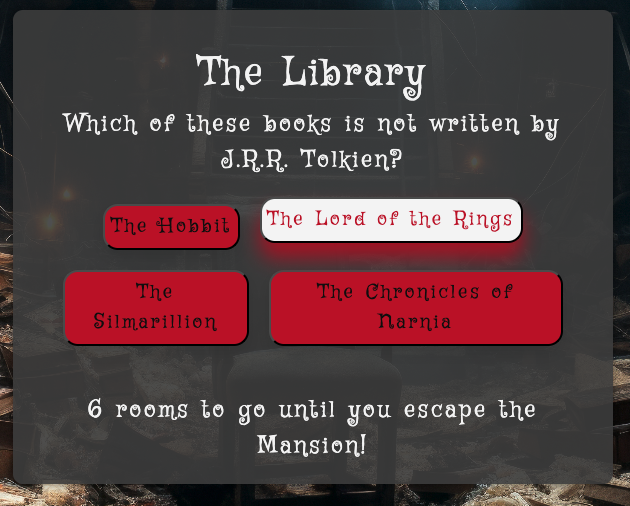 The Library
Which of these books is not written by
J.R.R. Tolkien?
The Hobbit
The Lord of the Rings
The
Silmarillion
The Chronicles of
Narnia
6 rooms to go until you escape the
Mansion!